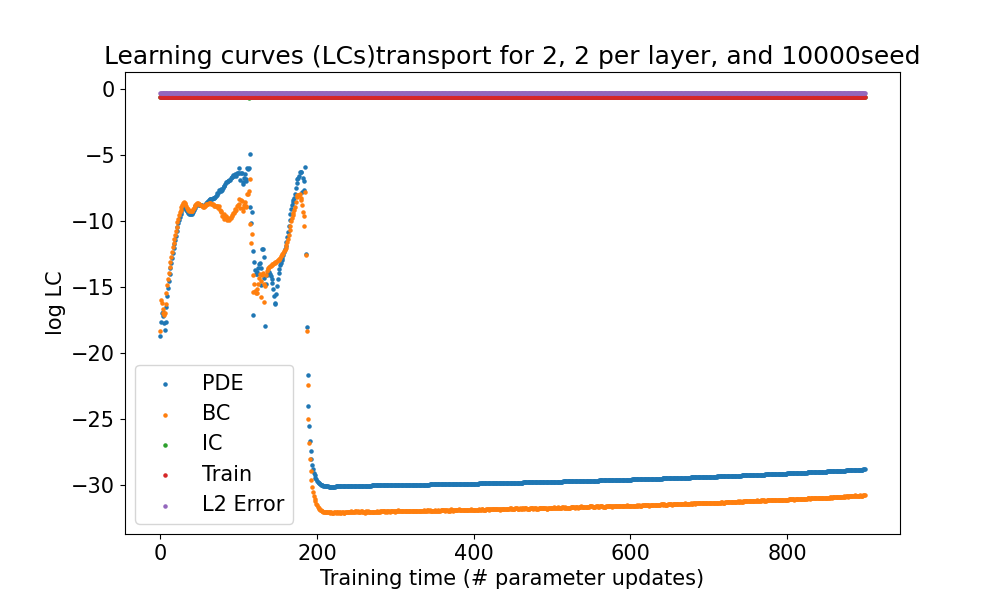 Learning curves (LCs)transport for 2, 2 per layer, and 10000seed
0
−5
−10
−15
−20
−25
−30
log LC
PDE
BC
IC
Train
L2 Error
0 200 400 600 800
Training time (# parameter updates)